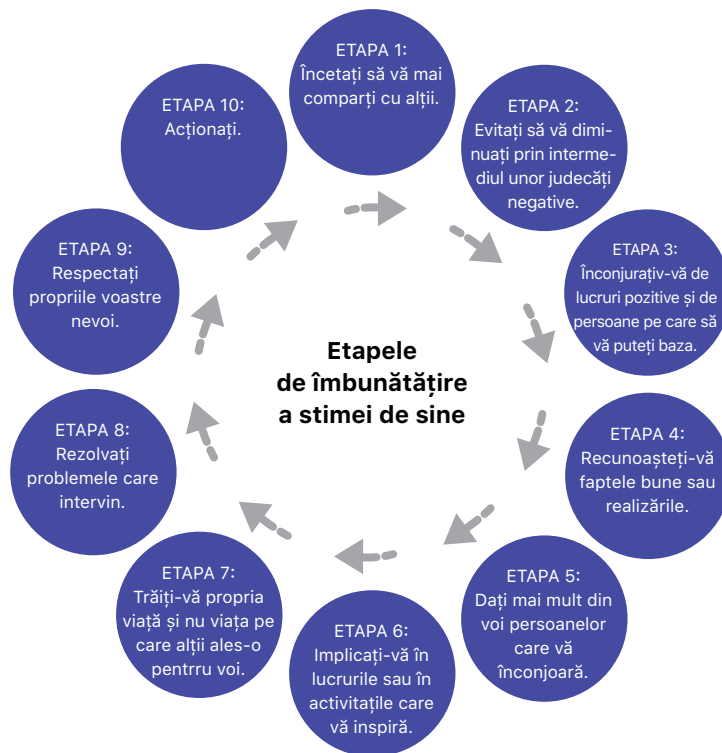 ETAPA 1:
Încetați să vă mai
comparți cu alții.
ETAPA 2:
Evitați să vă dimi-
nuați prin interme-
diul unor judecăți
negative.
ETAPA 3:
Înconjurațiv-vă de
lucruri pozitive și de
persoane pe care să
vă puteți baza.
ETAPA 4:
Recunoașteți-vă
faptele bune sau
realizările.
ETAPA 5:
Dați mai mult din
voi persoanelor
care vă
înconjoară.
ETAPA 6:
Implicați-vă în
lucrurile sau în
activitațile care
vă inspiră.
ETAPA 7:
Trăiți-vă propria
viață și nu viața pe
care alții ales-o
pentrru voi.
ETAPA 8:
Rezolvați
problemele care
intervin.
ETAPA 9:
Respectați
propriile voastre
nevoi.
ETAPA 10:
Acționați.
Etapele
de îmbunătățire
a stimei de sine